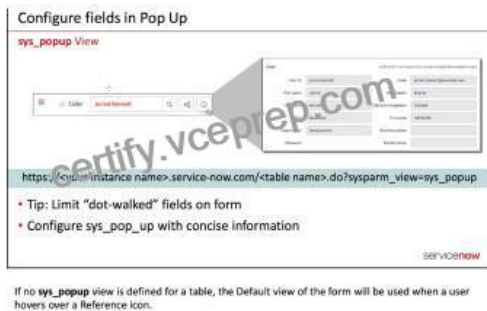 Configure fields in Pop Up
sys_popup View
Caller
certify.vceprep.com
https://<your instance name>.service-now.com/<table name>.do?sysparm_view=sys_popup
• Tip: Limit "dot-walked" fields on form
• Configure sys_pop_up with concise information
servicenow
If no sys_popup view is defined for a table, the Default view of the form will be used when a user
hovers over a Reference icon.